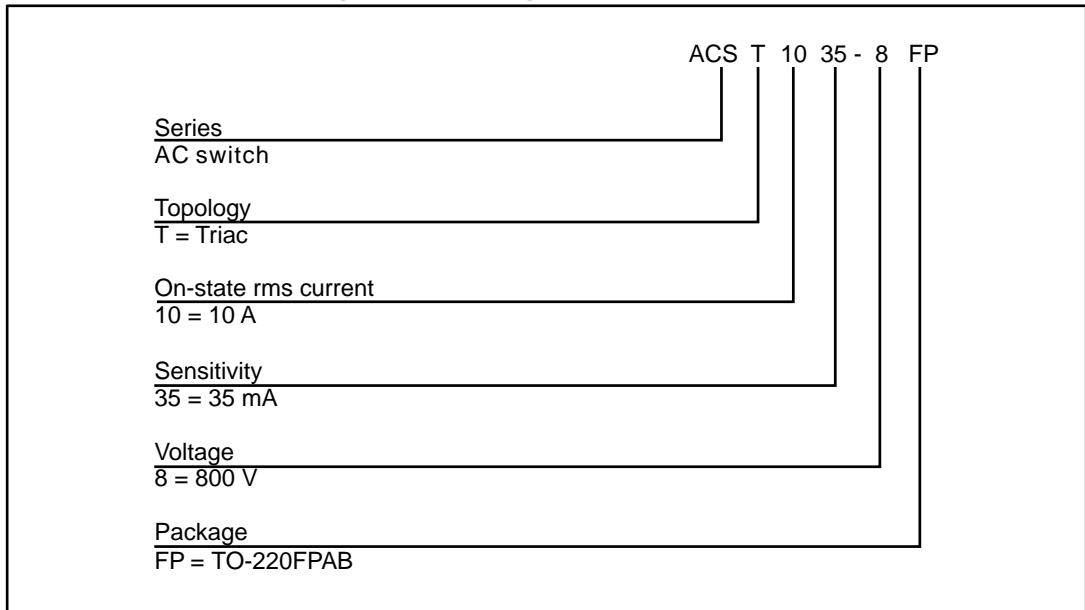 ACS T 10 35 - 8 FP
Series
AC switch
Topology
T = Triac
On-state rms current
10 = 10 A
Sensitivity
35 = 35 mA
Voltage
8 = 800 V
Package
FP = TO-220FPAB